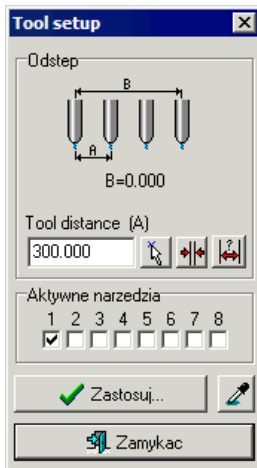 Tool setup
Odstep
B
A
B=0.000
Tool distance (A)
300.000
?
Aktywne narzedzia
1 2 3 4 5 6 7 8
Zastosuj...
Zamykac